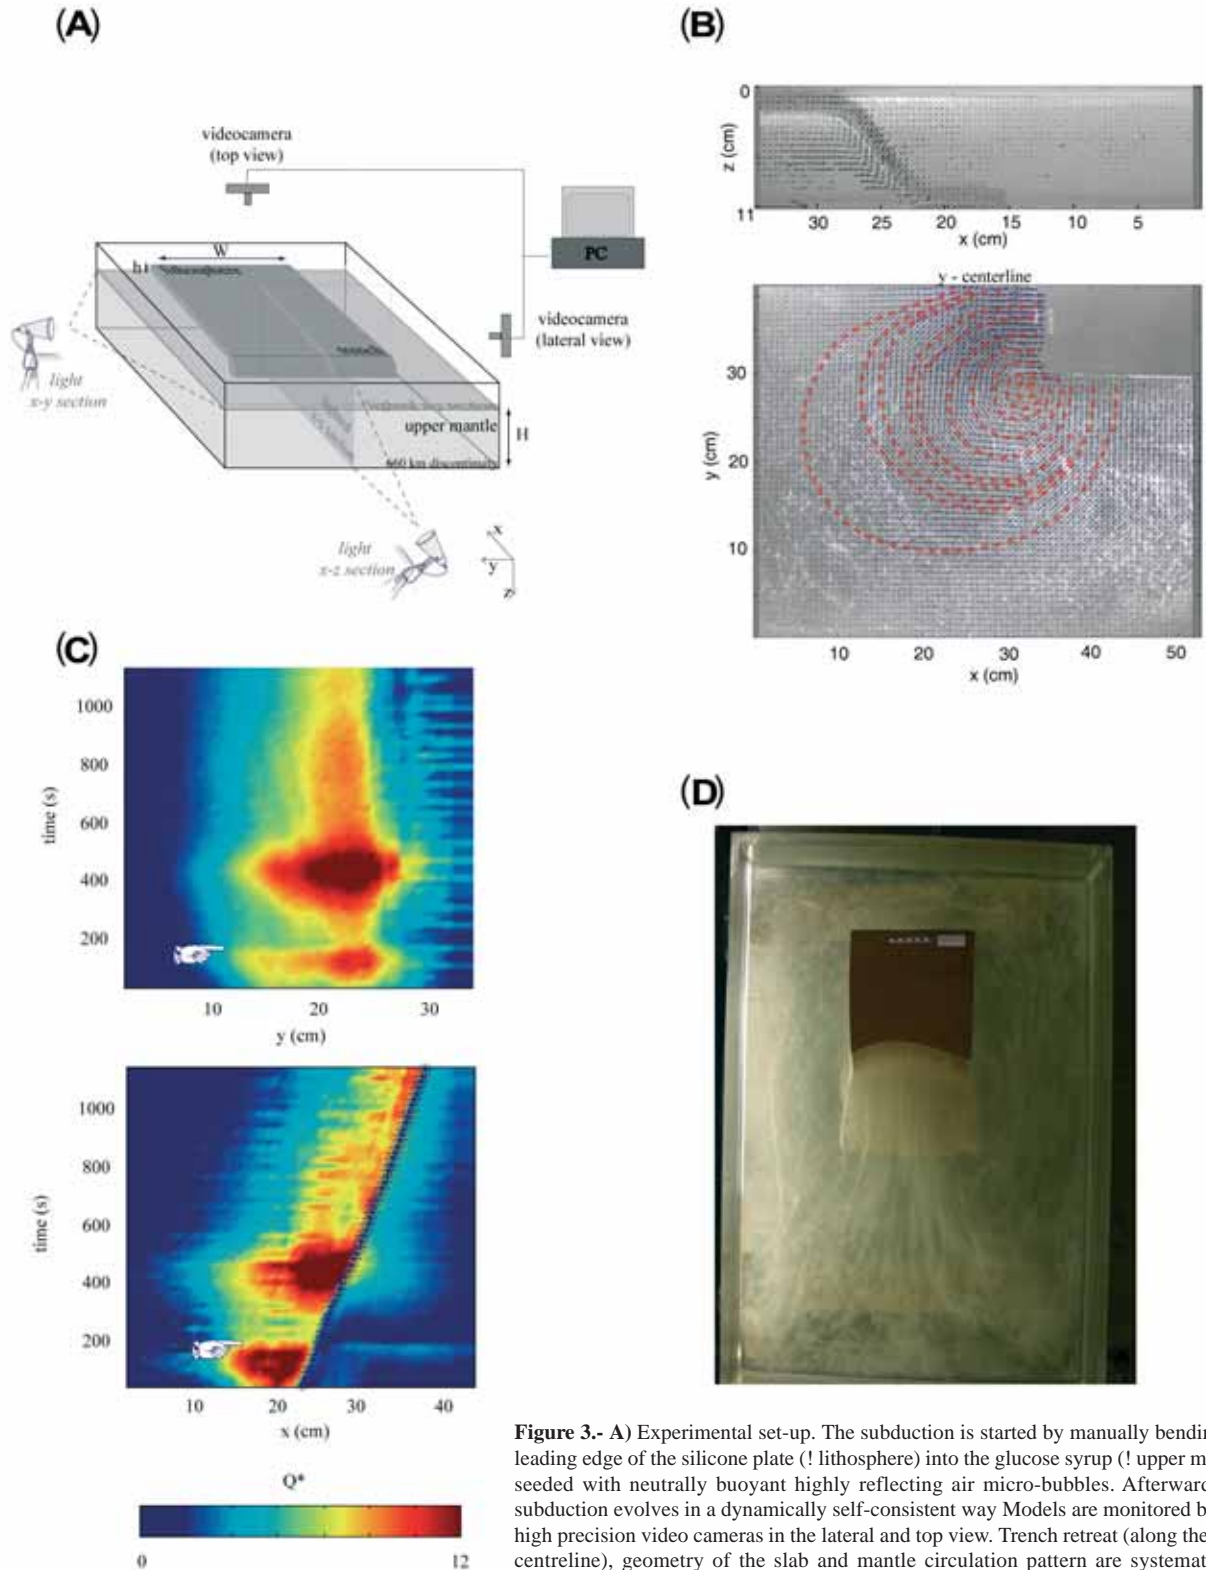 (A)
videocamera
(top view)
W
h
PC
videocamera
(lateral view)
light
x-y section
upper mantle
H
660 km discontinuity
light
x-z section
x
y
z
(B)
0
z (cm)
11
30 25 20 15 10 5
x (cm)
y - centerline
30
20
10
y (cm)
10 20 30 40 50
x (cm)
(C)
1000
800
600
400
200
time (s)
10 20 30
y (cm)
1000
800
600
400
200
time (s)
10 20 30 40
x (cm)
Q*
0 12
(D)
Figure 3.- A) Experimental set-up. The subduction is started by manually bendin
leading edge of the silicone plate (! lithosphere) into the glucose syrup (! upper m
seeded with neutrally buoyant highly reflecting air micro-bubbles. Afterward
subduction evolves in a dynamically self-consistent way Models are monitored b
high precision video cameras in the lateral and top view. Trench retreat (along the
centreline), geometry of the slab and mantle circulation pattern are systemat